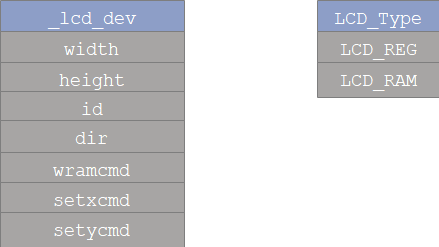 _lcd_dev
width
height
id
dir
wramcmd
setxcmd
setycmd
LCD_Type
LCD_REG
LCD_RAM